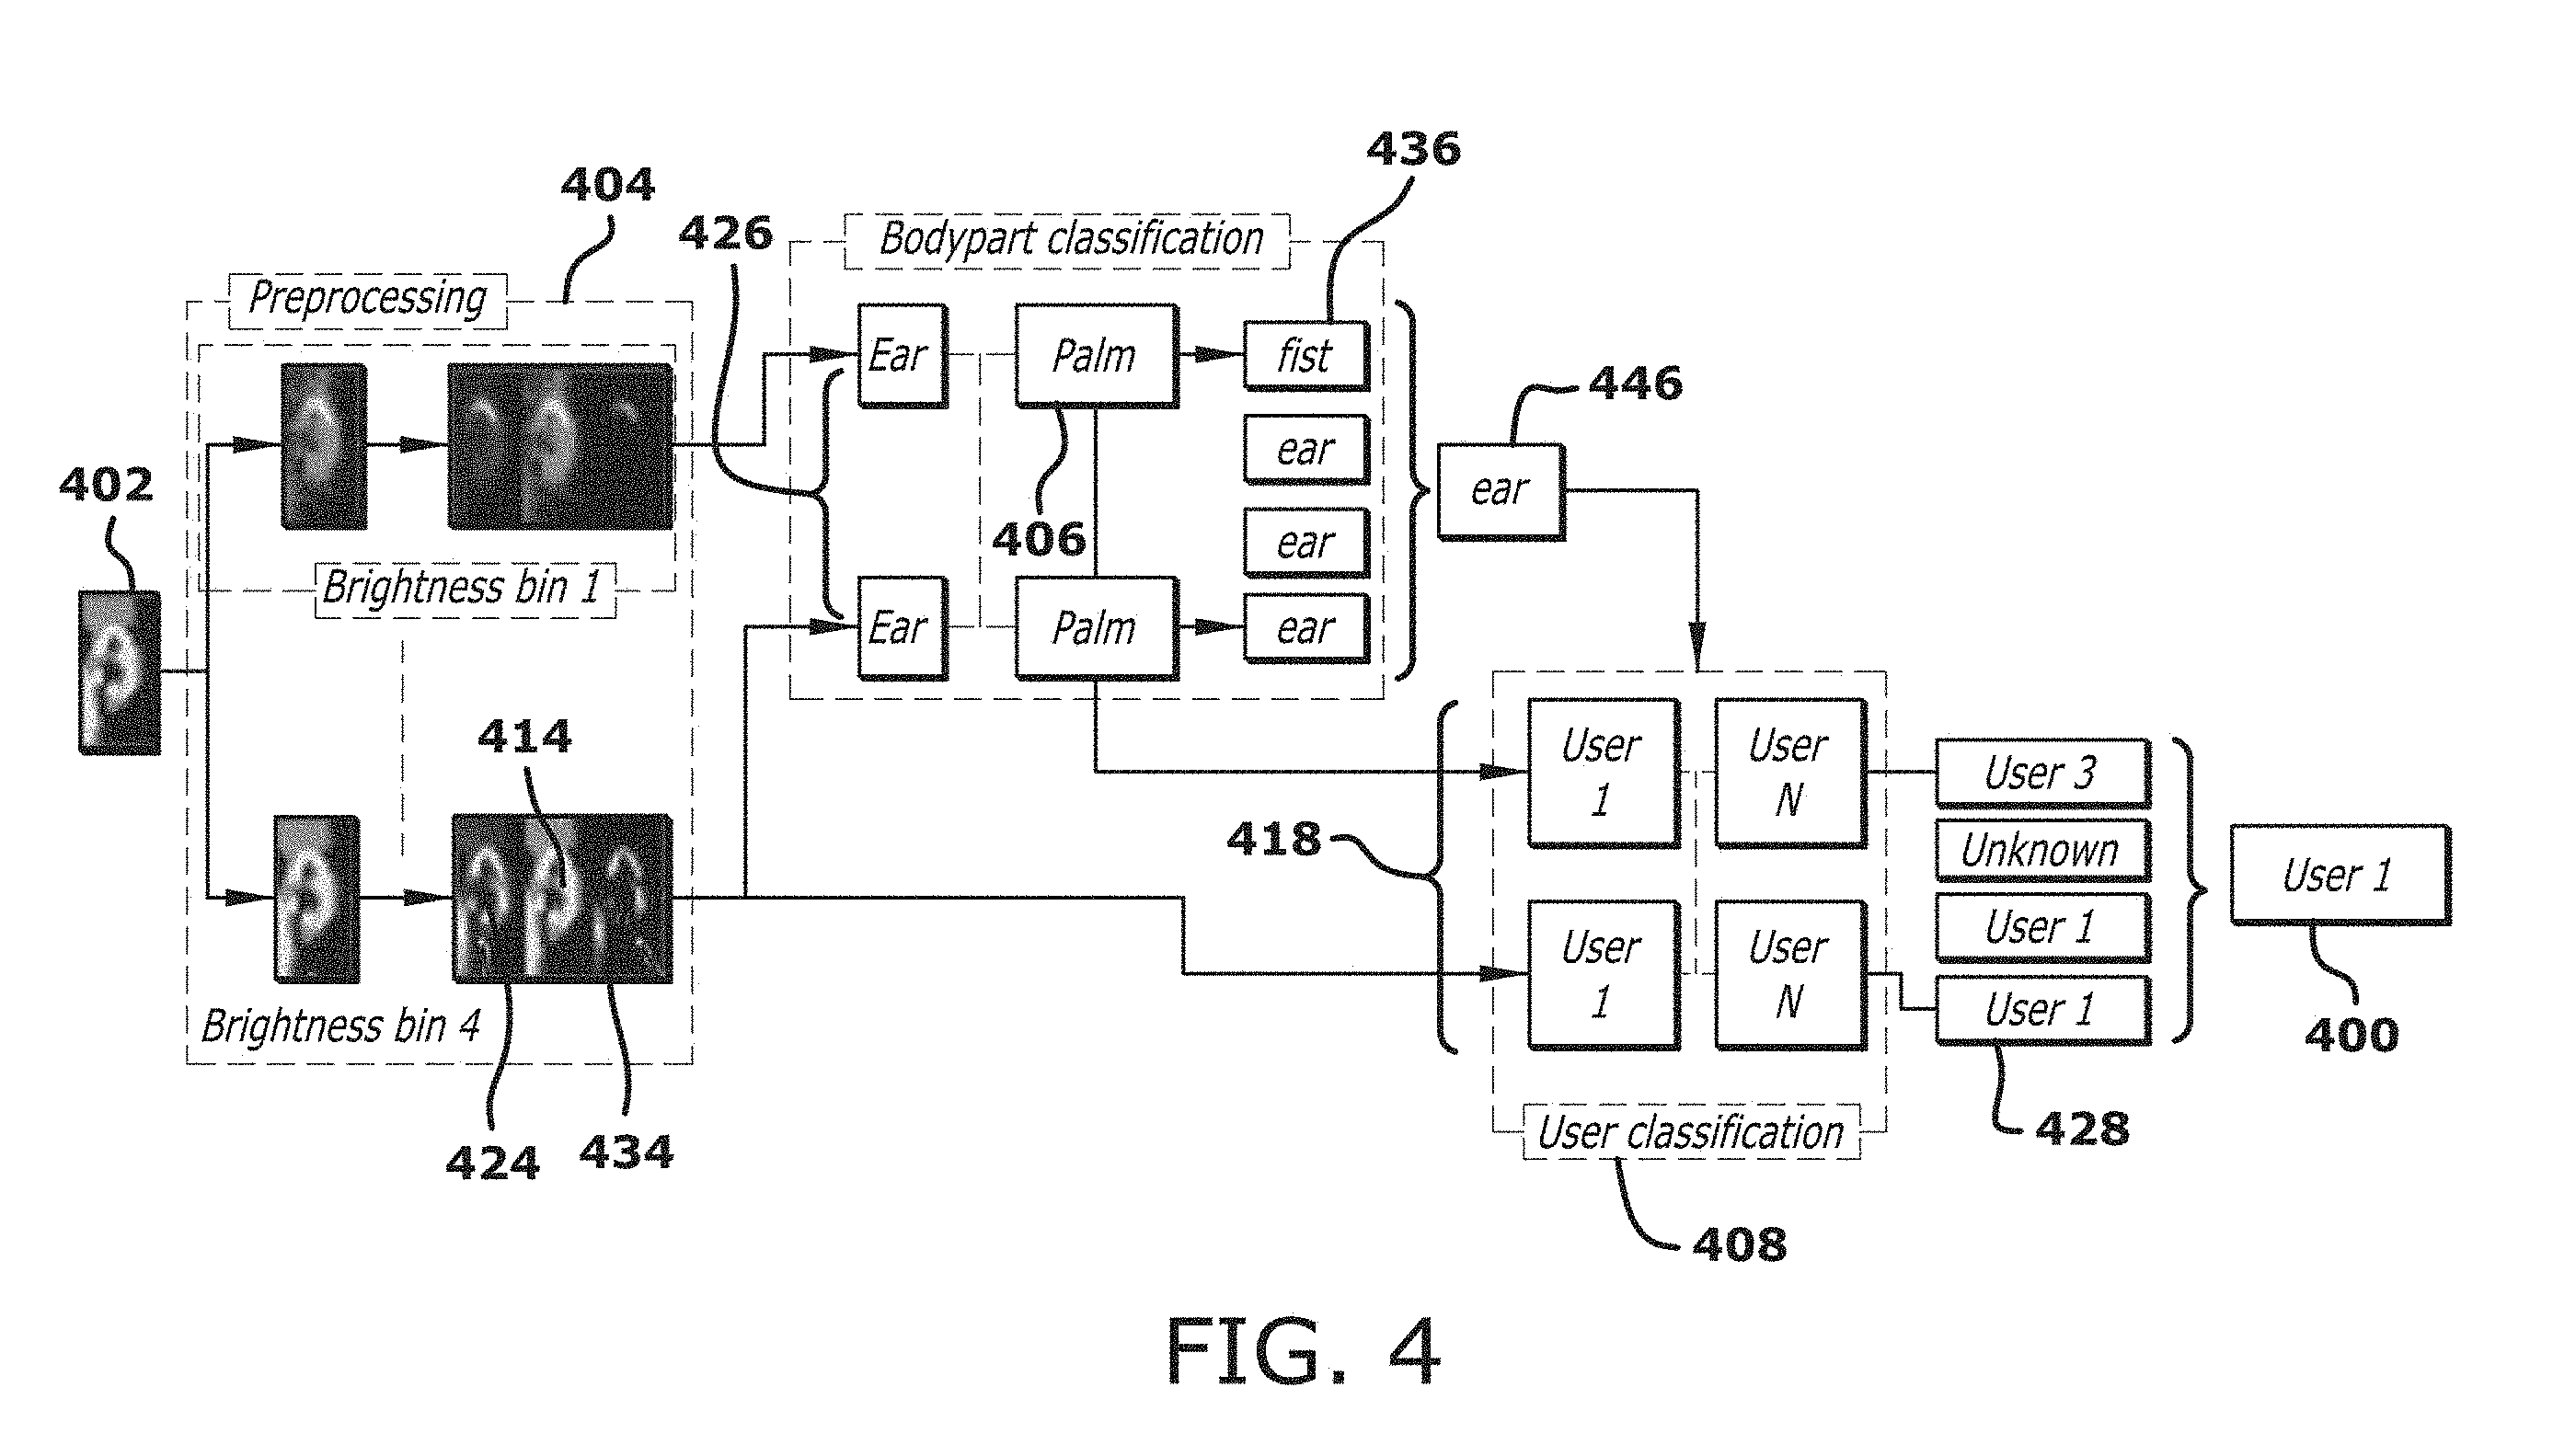 436
404
426
Bodypart classification
Preprocessing
Ear
Palm
fist
446
ear
ear
402
406
ear
Brightness bin 1
Ear
Palm
ear
414
User
1
User
N
User 3
418
Unknown
User 1
400
User
1
User
N
User 1
User 1
Brightness bin 4
424
434
428
User classification
408
FIG. 4